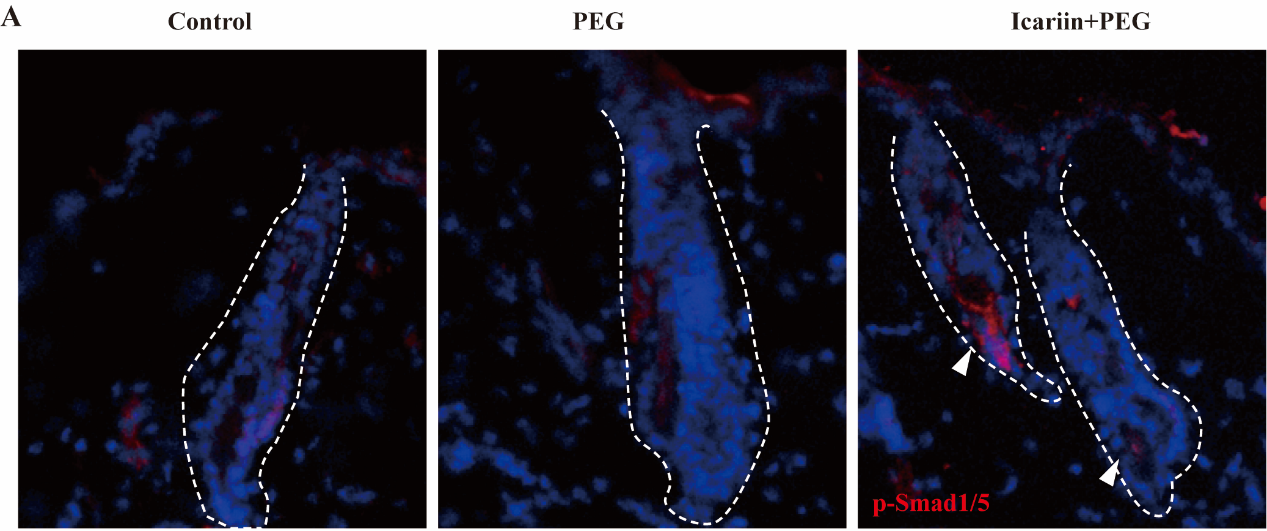 A
Control
PEG
Icariin+PEG
p-Smad1/5